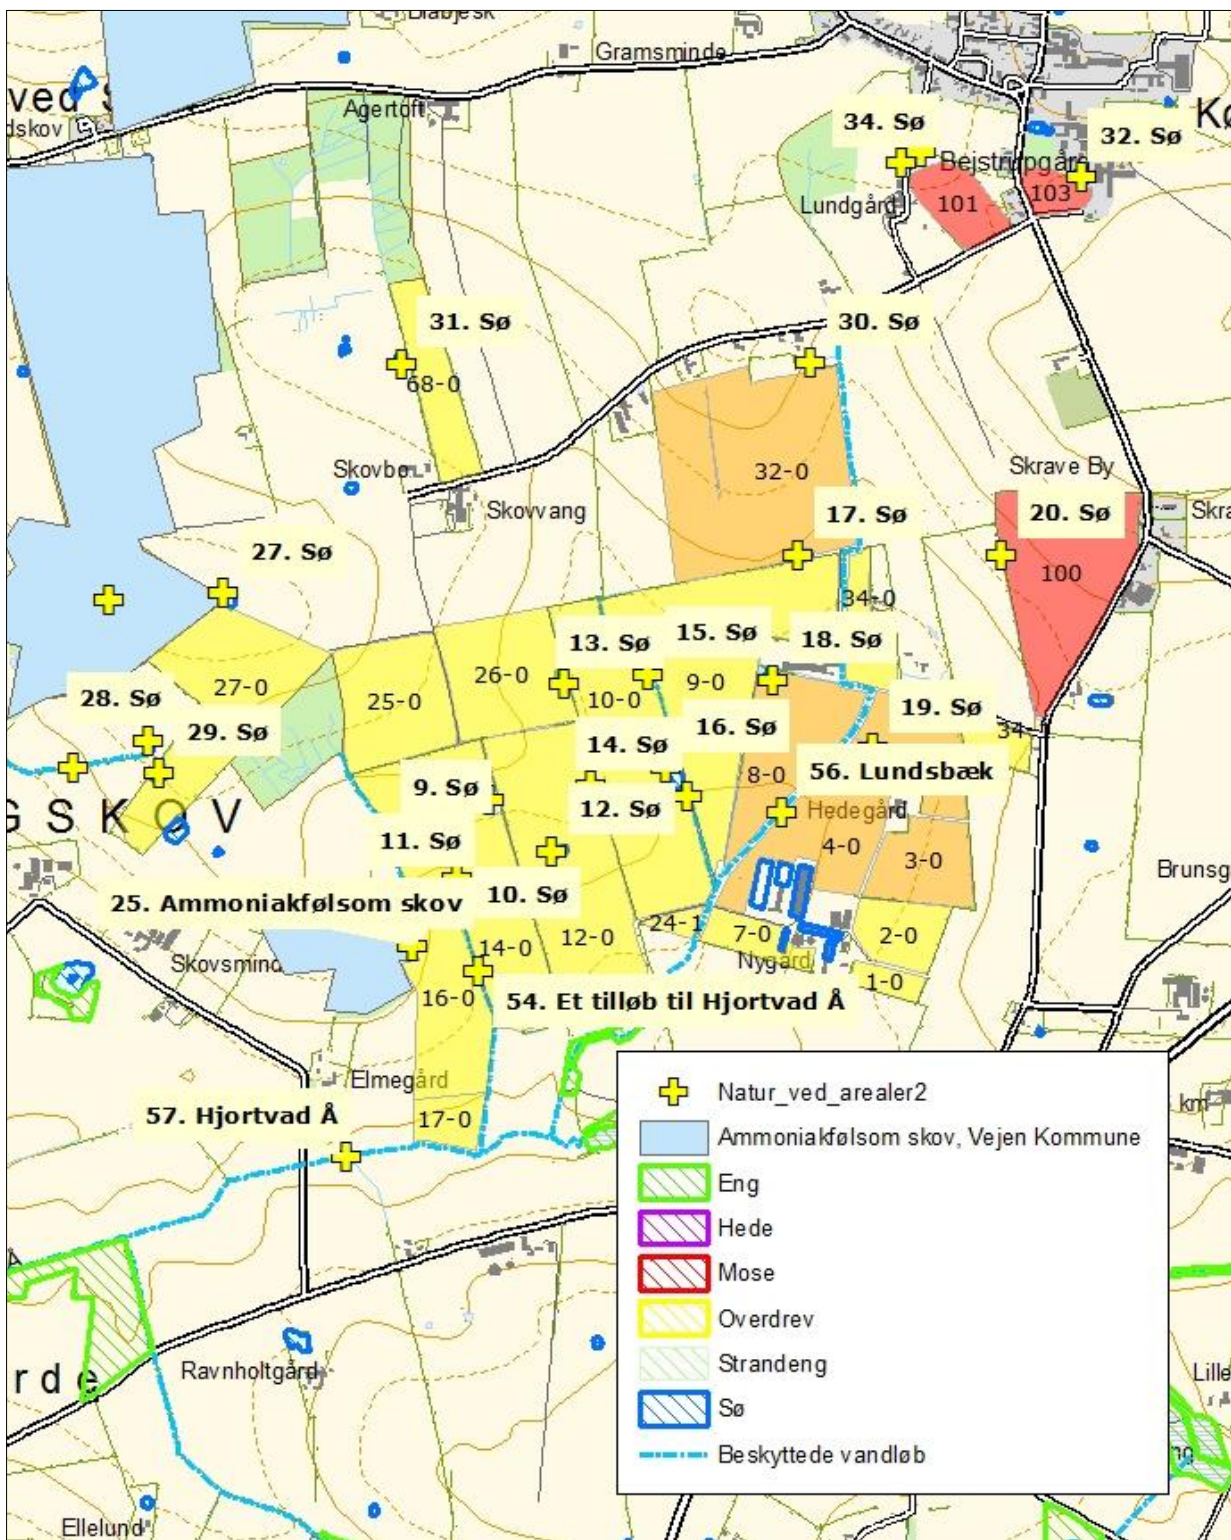 Gramsminde
Agertoft
34. Sø
32. Sø
Bejstrupgård
Lundgård
101
103
31. Sø
30. Sø
68-0
Skovbo
Skovvang
32-0
Skrave By
17. Sø
20. Sø
27. Sø
100
34-0
13. Sø
15. Sø
18. Sø
26-0
10-0
9-0
27-0
25-0
28. Sø
29. Sø
16. Sø
19. Sø
14. Sø
34-
56. Lundsbæk
8-0
9. Sø
12. Sø
Hedegård
GSKOV
11. Sø
4-0
3-0
Brunsg
25. Ammoniakfølsom skov
10. Sø
24-1
7-0
2-0
14-0
12-0
Skovsmind
Nygård
1-0
16-0
54. Et tilløb til Hjortvad Å
Elmegård
57. Hjortvad Å
17-0
km
Natur_ved_arealer2
Ammoniakfølsom skov, Vejen Kommune
Eng
Hede
Mose
Overdrev
Strandeng
Sø
Beskyttede vandløb
Ravnholtgård
rde
Lille
Ellelund